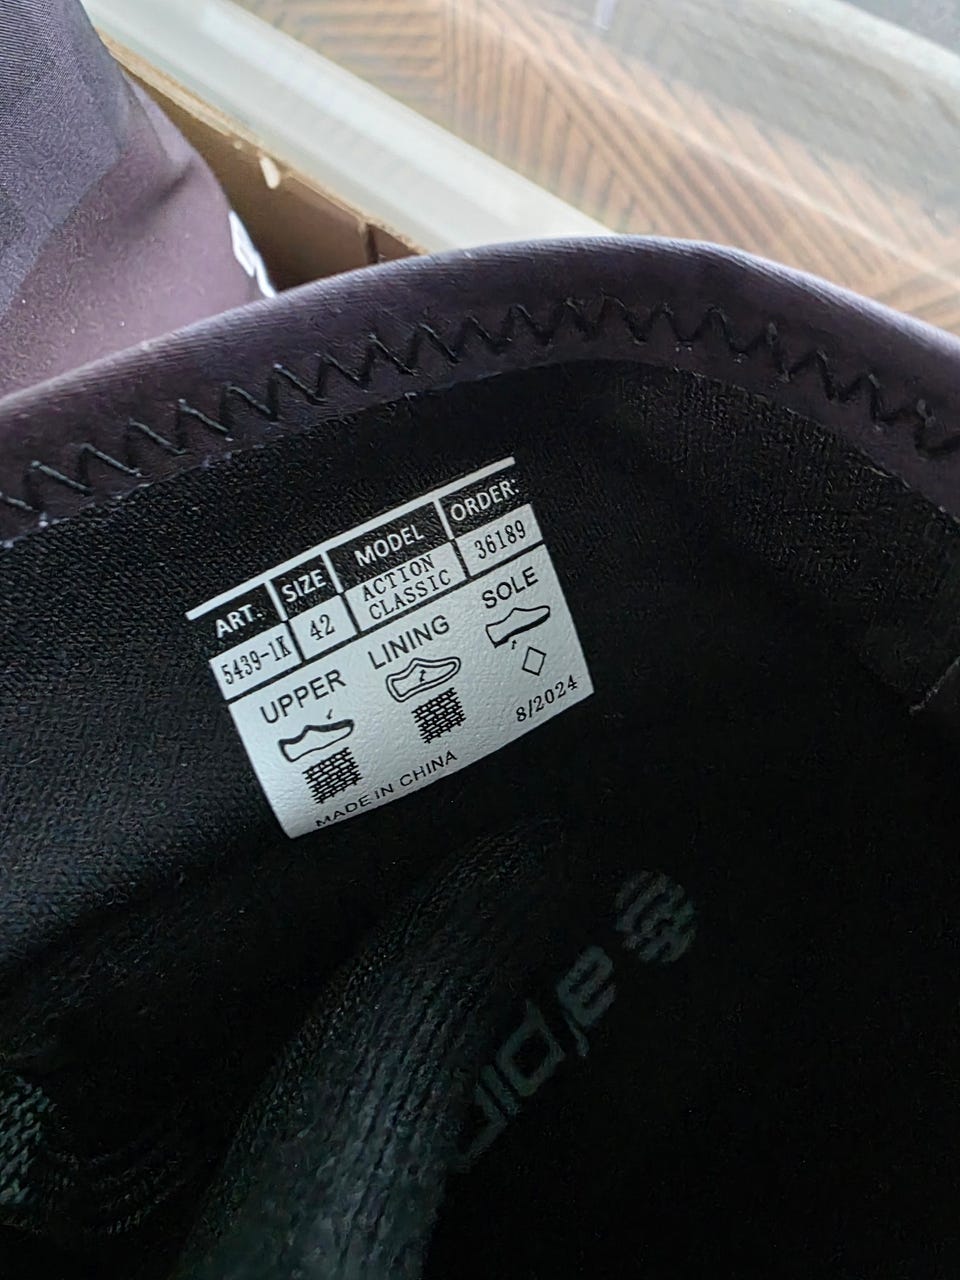 ART. SIZE MODEL ORDER:
5439-1K 42 ACTION CLASSIC 36189
UPPER LINING SOLE
8/2024
MADE IN CHINA